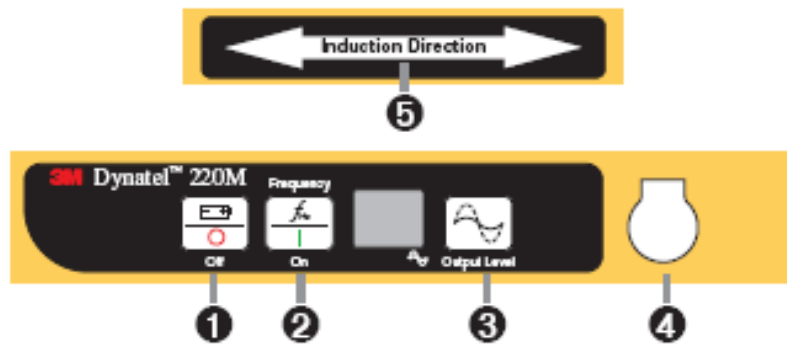 Induction Direction
5
3M Dynatel™ 220M
Frequency
Off
On
Output Level
1
2
3
4